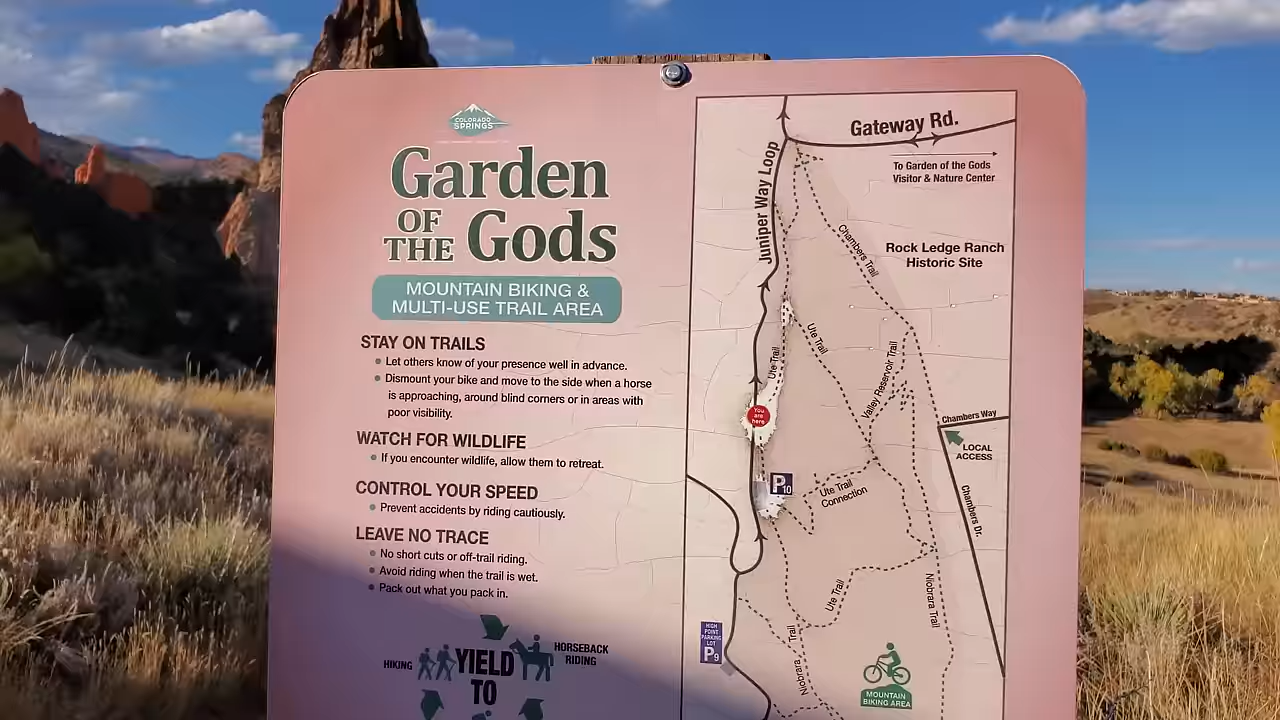 COLORADO
SPRINGS
Garden
OF
THE Gods
MOUNTAIN BIKING &
MULTI-USE TRAIL AREA
STAY ON TRAILS
Let others know of your presence well in advance.
Dismount your bike and move to the side when a horse
is approaching, around blind corners or in areas with
poor visibility.
WATCH FOR WILDLIFE
If you encounter wildlife, allow them to retreat.
CONTROL YOUR SPEED
Prevent accidents by riding cautiously.
LEAVE NO TRACE
No short cuts or off-trail riding.
Avoid riding when the trail is wet.
Pack out what you pack in.
HIKING
YIELD
TO
HORSEBACK
RIDING
Gateway Rd.
To Garden of the Gods
Visitor & Nature Center
Juniper Way Loop
Chambers Trail
Rock Ledge Ranch
Historic Site
Ute Trail
Ute Trail
Valley Reservoir Trail
You
are
here
Chambers Way
LOCAL
ACCESS
P10
Ute Trail
Connection
Chambers Dr.
Ute Trail
Niobrara Trail
HIGH
POINT
PARKING
LOT
P9
Niobrara Trail
MOUNTAIN
BIKING AREA